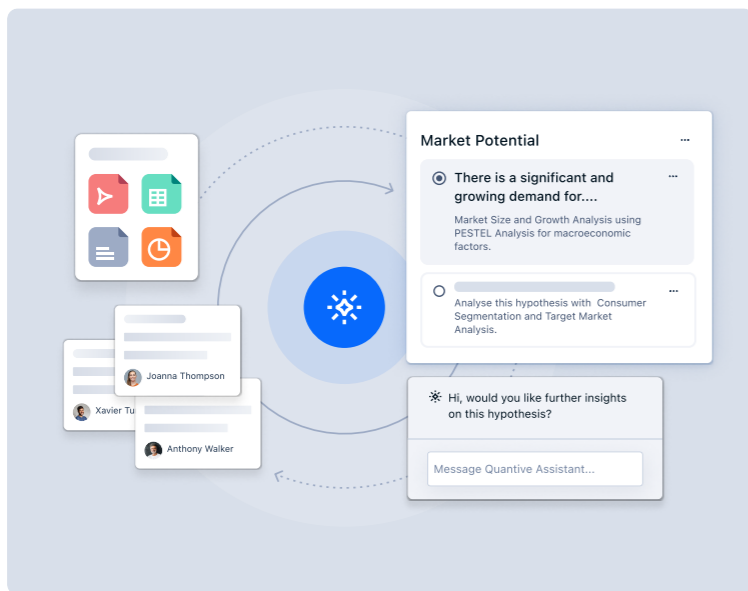 Market Potential
There is a significant and
growing demand for....
Market Size and Growth Analysis using
PESTEL Analysis for macroeconomic
factors.
Analyse this hypothesis with Consumer
Segmentation and Target Market
Analysis.
Joanna Thompson
Xavier Tu
Anthony Walker
Hi, would you like further insights
on this hypothesis?
Message Quantive Assistant...